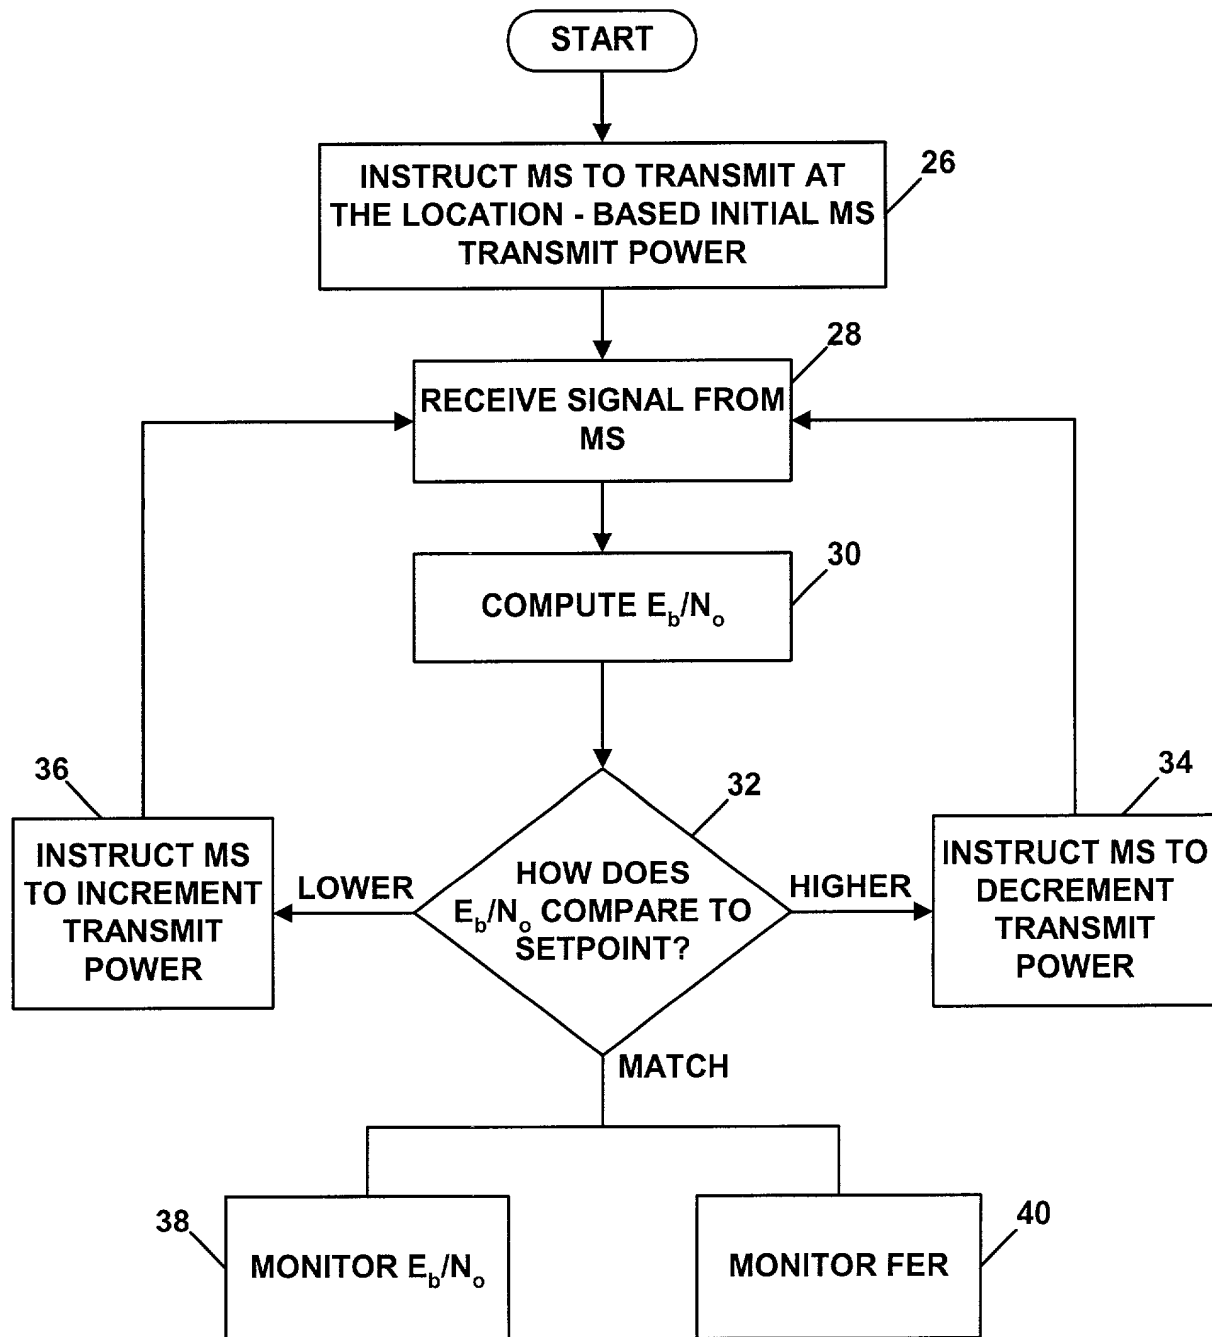 START
INSTRUCT MS TO TRANSMIT AT
THE LOCATION - BASED INITIAL MS
TRANSMIT POWER
26
RECEIVE SIGNAL FROM
MS
28
COMPUTE Eb/No
30
HOW DOES
Eb/No COMPARE TO
SETPOINT?
32
LOWER
HIGHER
36
INSTRUCT MS
TO INCREMENT
TRANSMIT
POWER
34
INSTRUCT MS TO
DECREMENT
TRANSMIT
POWER
MATCH
38
MONITOR Eb/No
40
MONITOR FER